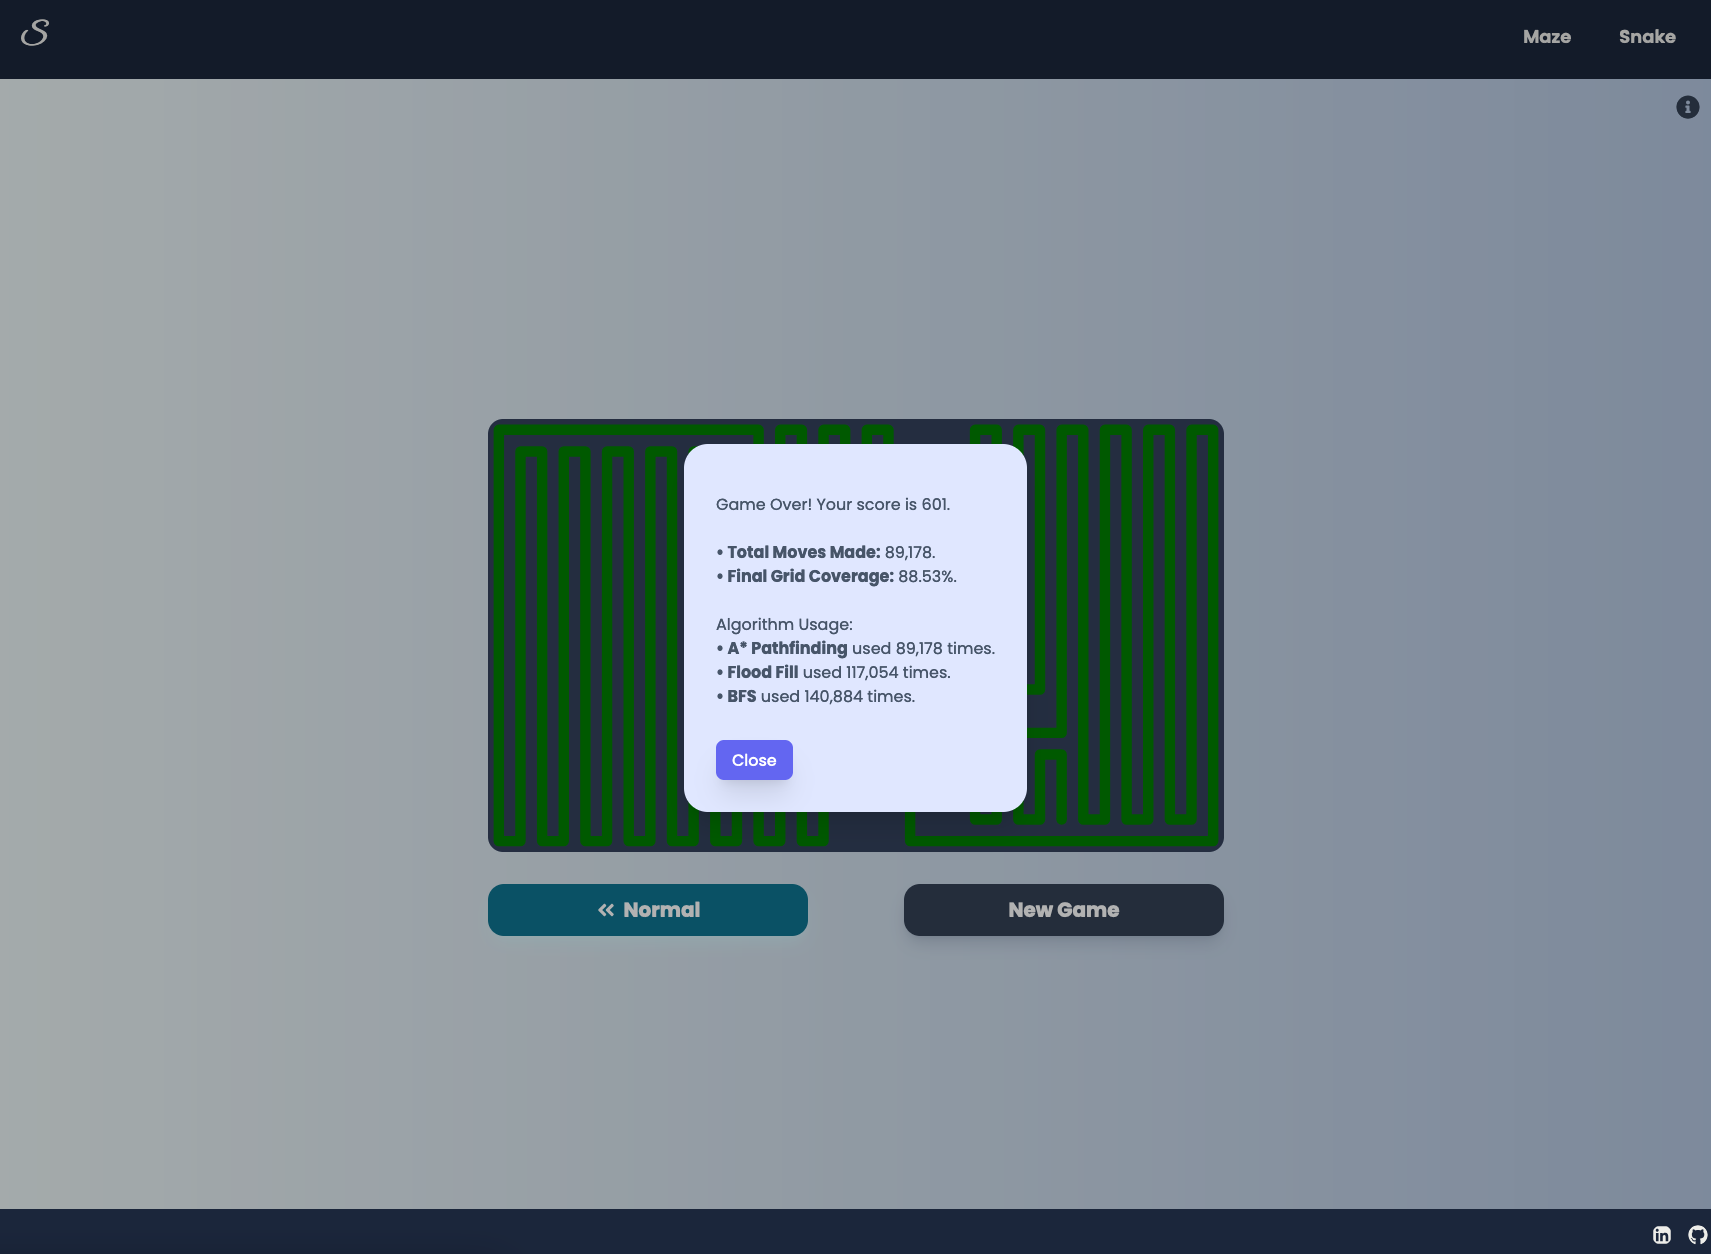 S
Maze
Snake
Game Over! Your score is 601.
• Total Moves Made: 89,178.
• Final Grid Coverage: 88.53%.
Algorithm Usage:
• A* Pathfinding used 89,178 times.
• Flood Fill used 117,054 times.
• BFS used 140,884 times.
Close
Normal
New Game